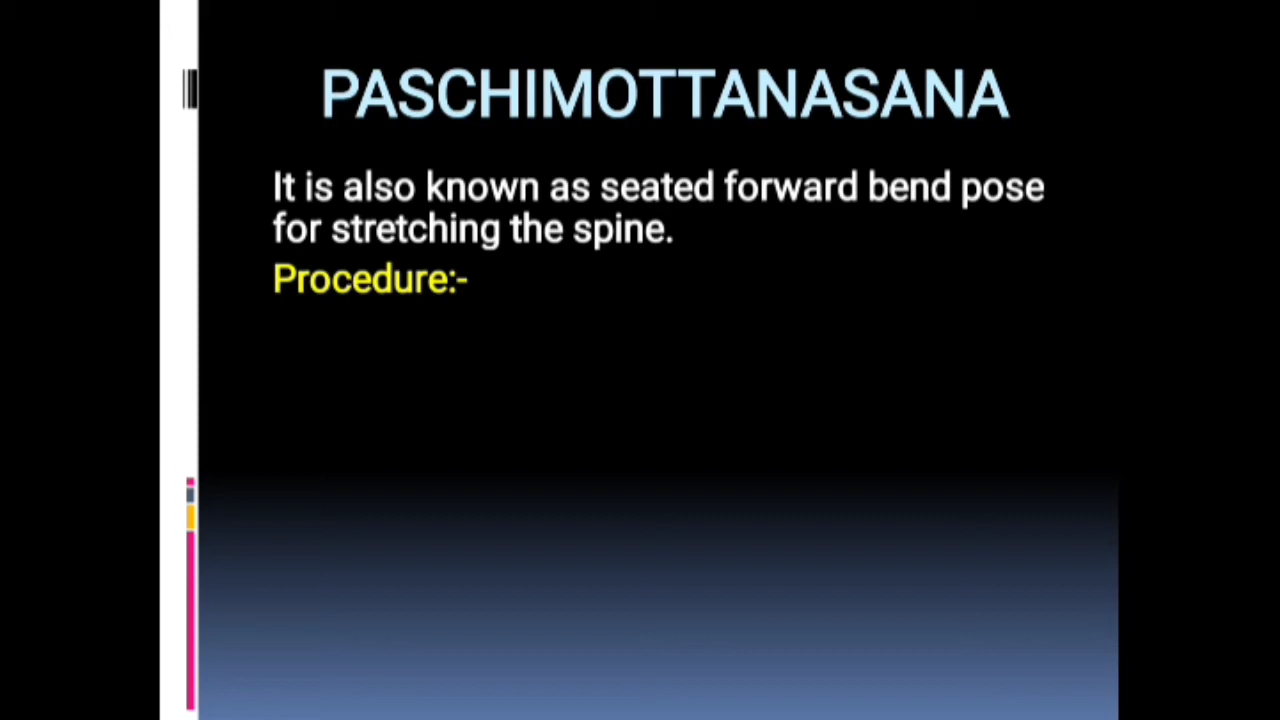 PASCHIMOTTANASANA
It is also known as seated forward bend pose
for stretching the spine.
Procedure:-